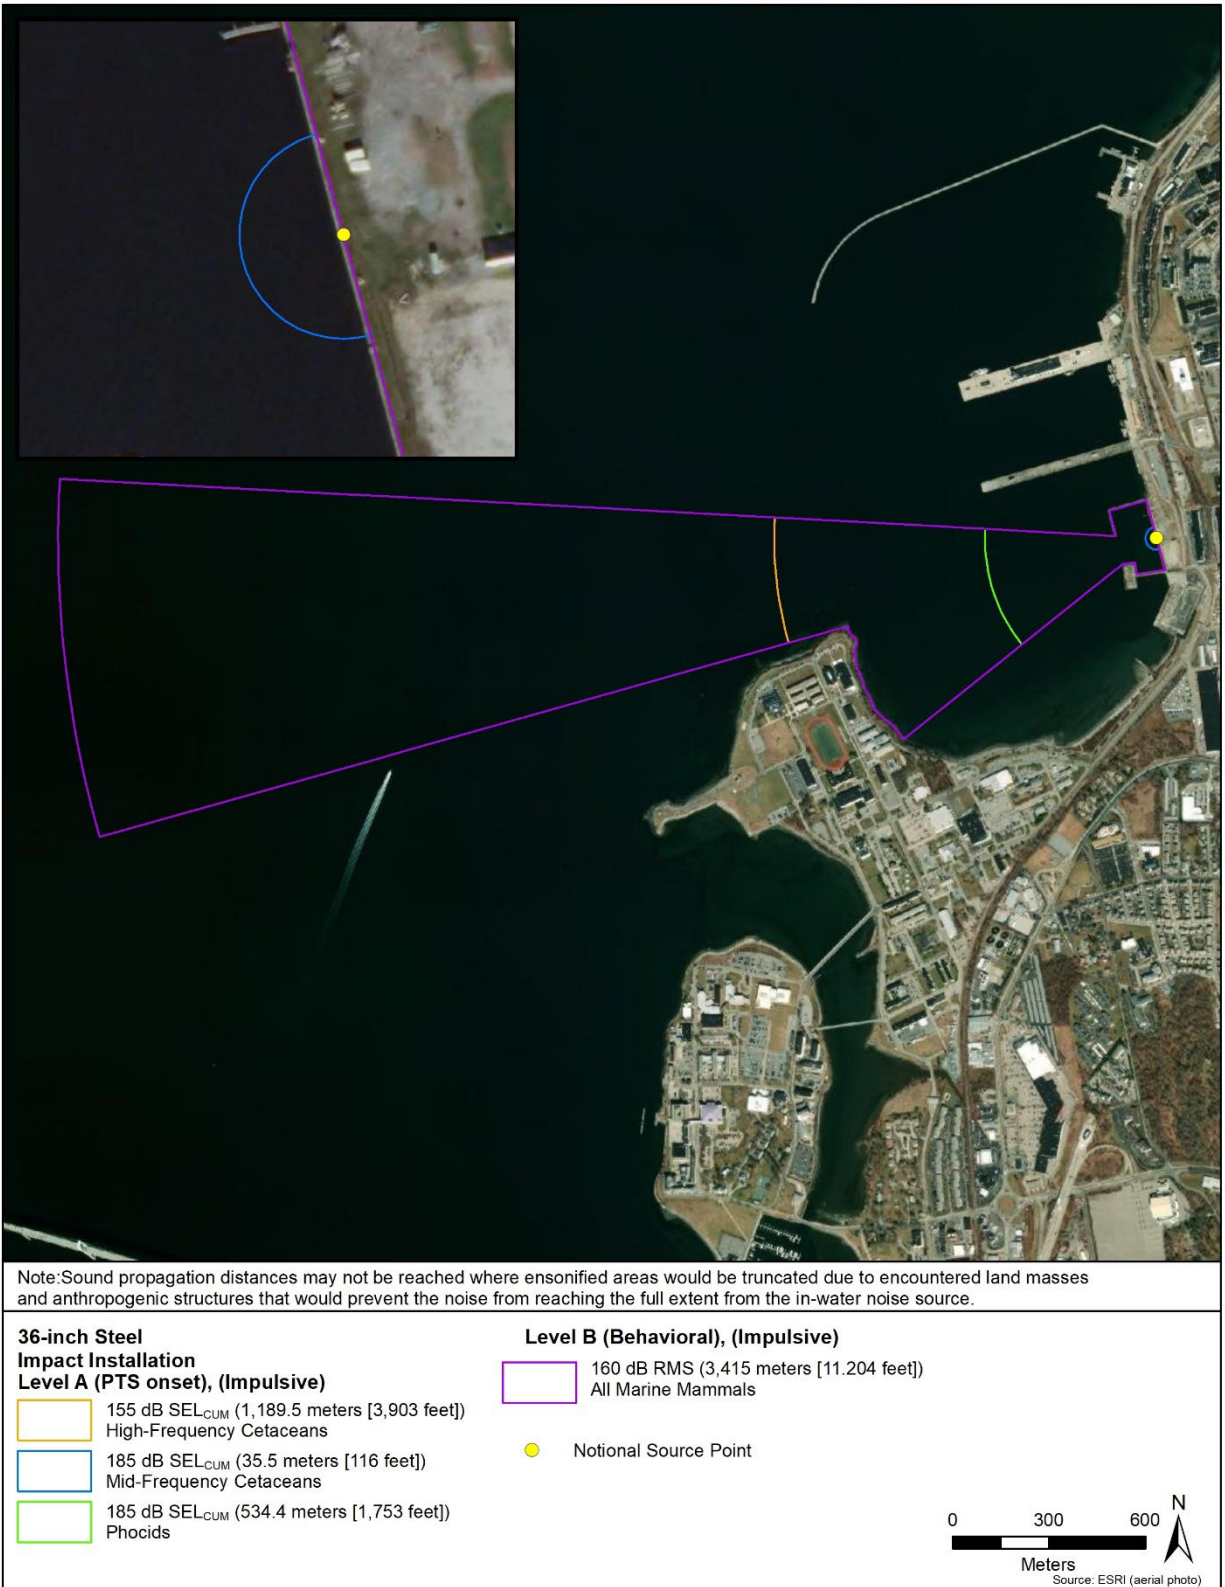 Note:Sound propagation distances may not be reached where ensonified areas would be truncated due to encountered land masses
and anthropogenic structures that would prevent the noise from reaching the full extent from the in-water noise source.
36-inch Steel
Impact Installation
Level A (PTS onset), (Impulsive)
155 dB SELCUM (1,189.5 meters [3,903 feet])
High-Frequency Cetaceans
185 dB SELCUM (35.5 meters [116 feet])
Mid-Frequency Cetaceans
185 dB SELCUM (534.4 meters [1,753 feet])
Phocids
Level B (Behavioral), (Impulsive)
160 dB RMS (3,415 meters [11.204 feet])
All Marine Mammals
Notional Source Point
N
0 300 600
Meters
Source: ESRI (aerial photo)